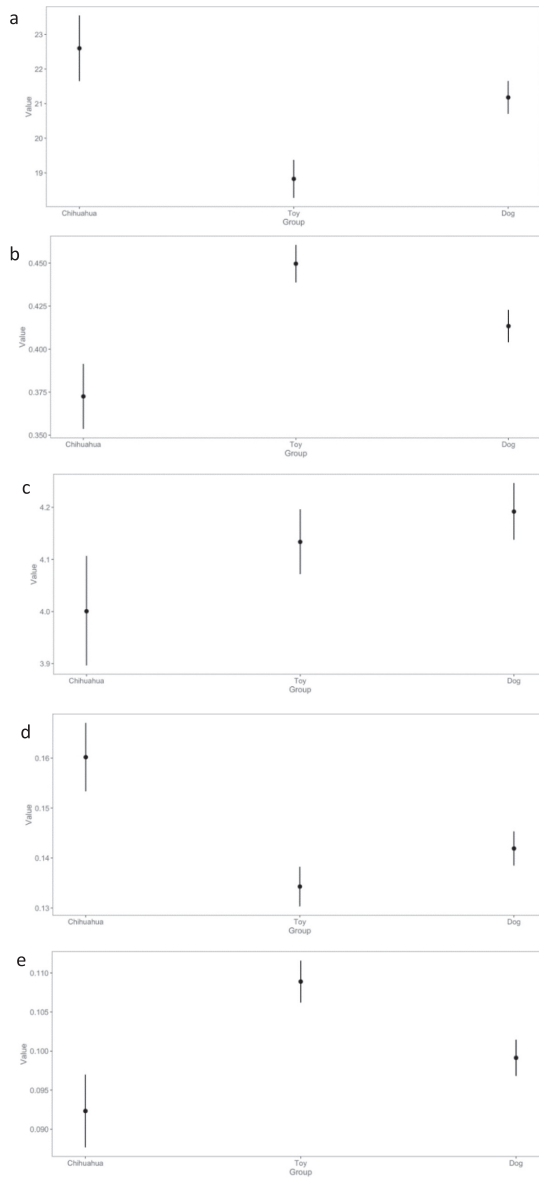 a
23
22
21
20
19
Value
Chihuahua
Toy
Dog
Group
b
0.450
0.425
0.400
0.375
0.350
Value
Chihuahua
Toy
Dog
Group
c
4.2
4.1
4.0
3.9
Value
Chihuahua
Toy
Dog
Group
d
0.16
0.15
0.14
0.13
Value
Chihuahua
Toy
Dog
Group
e
0.110
0.105
0.100
0.095
0.090
Value
Chihuahua
Toy
Dog
Group